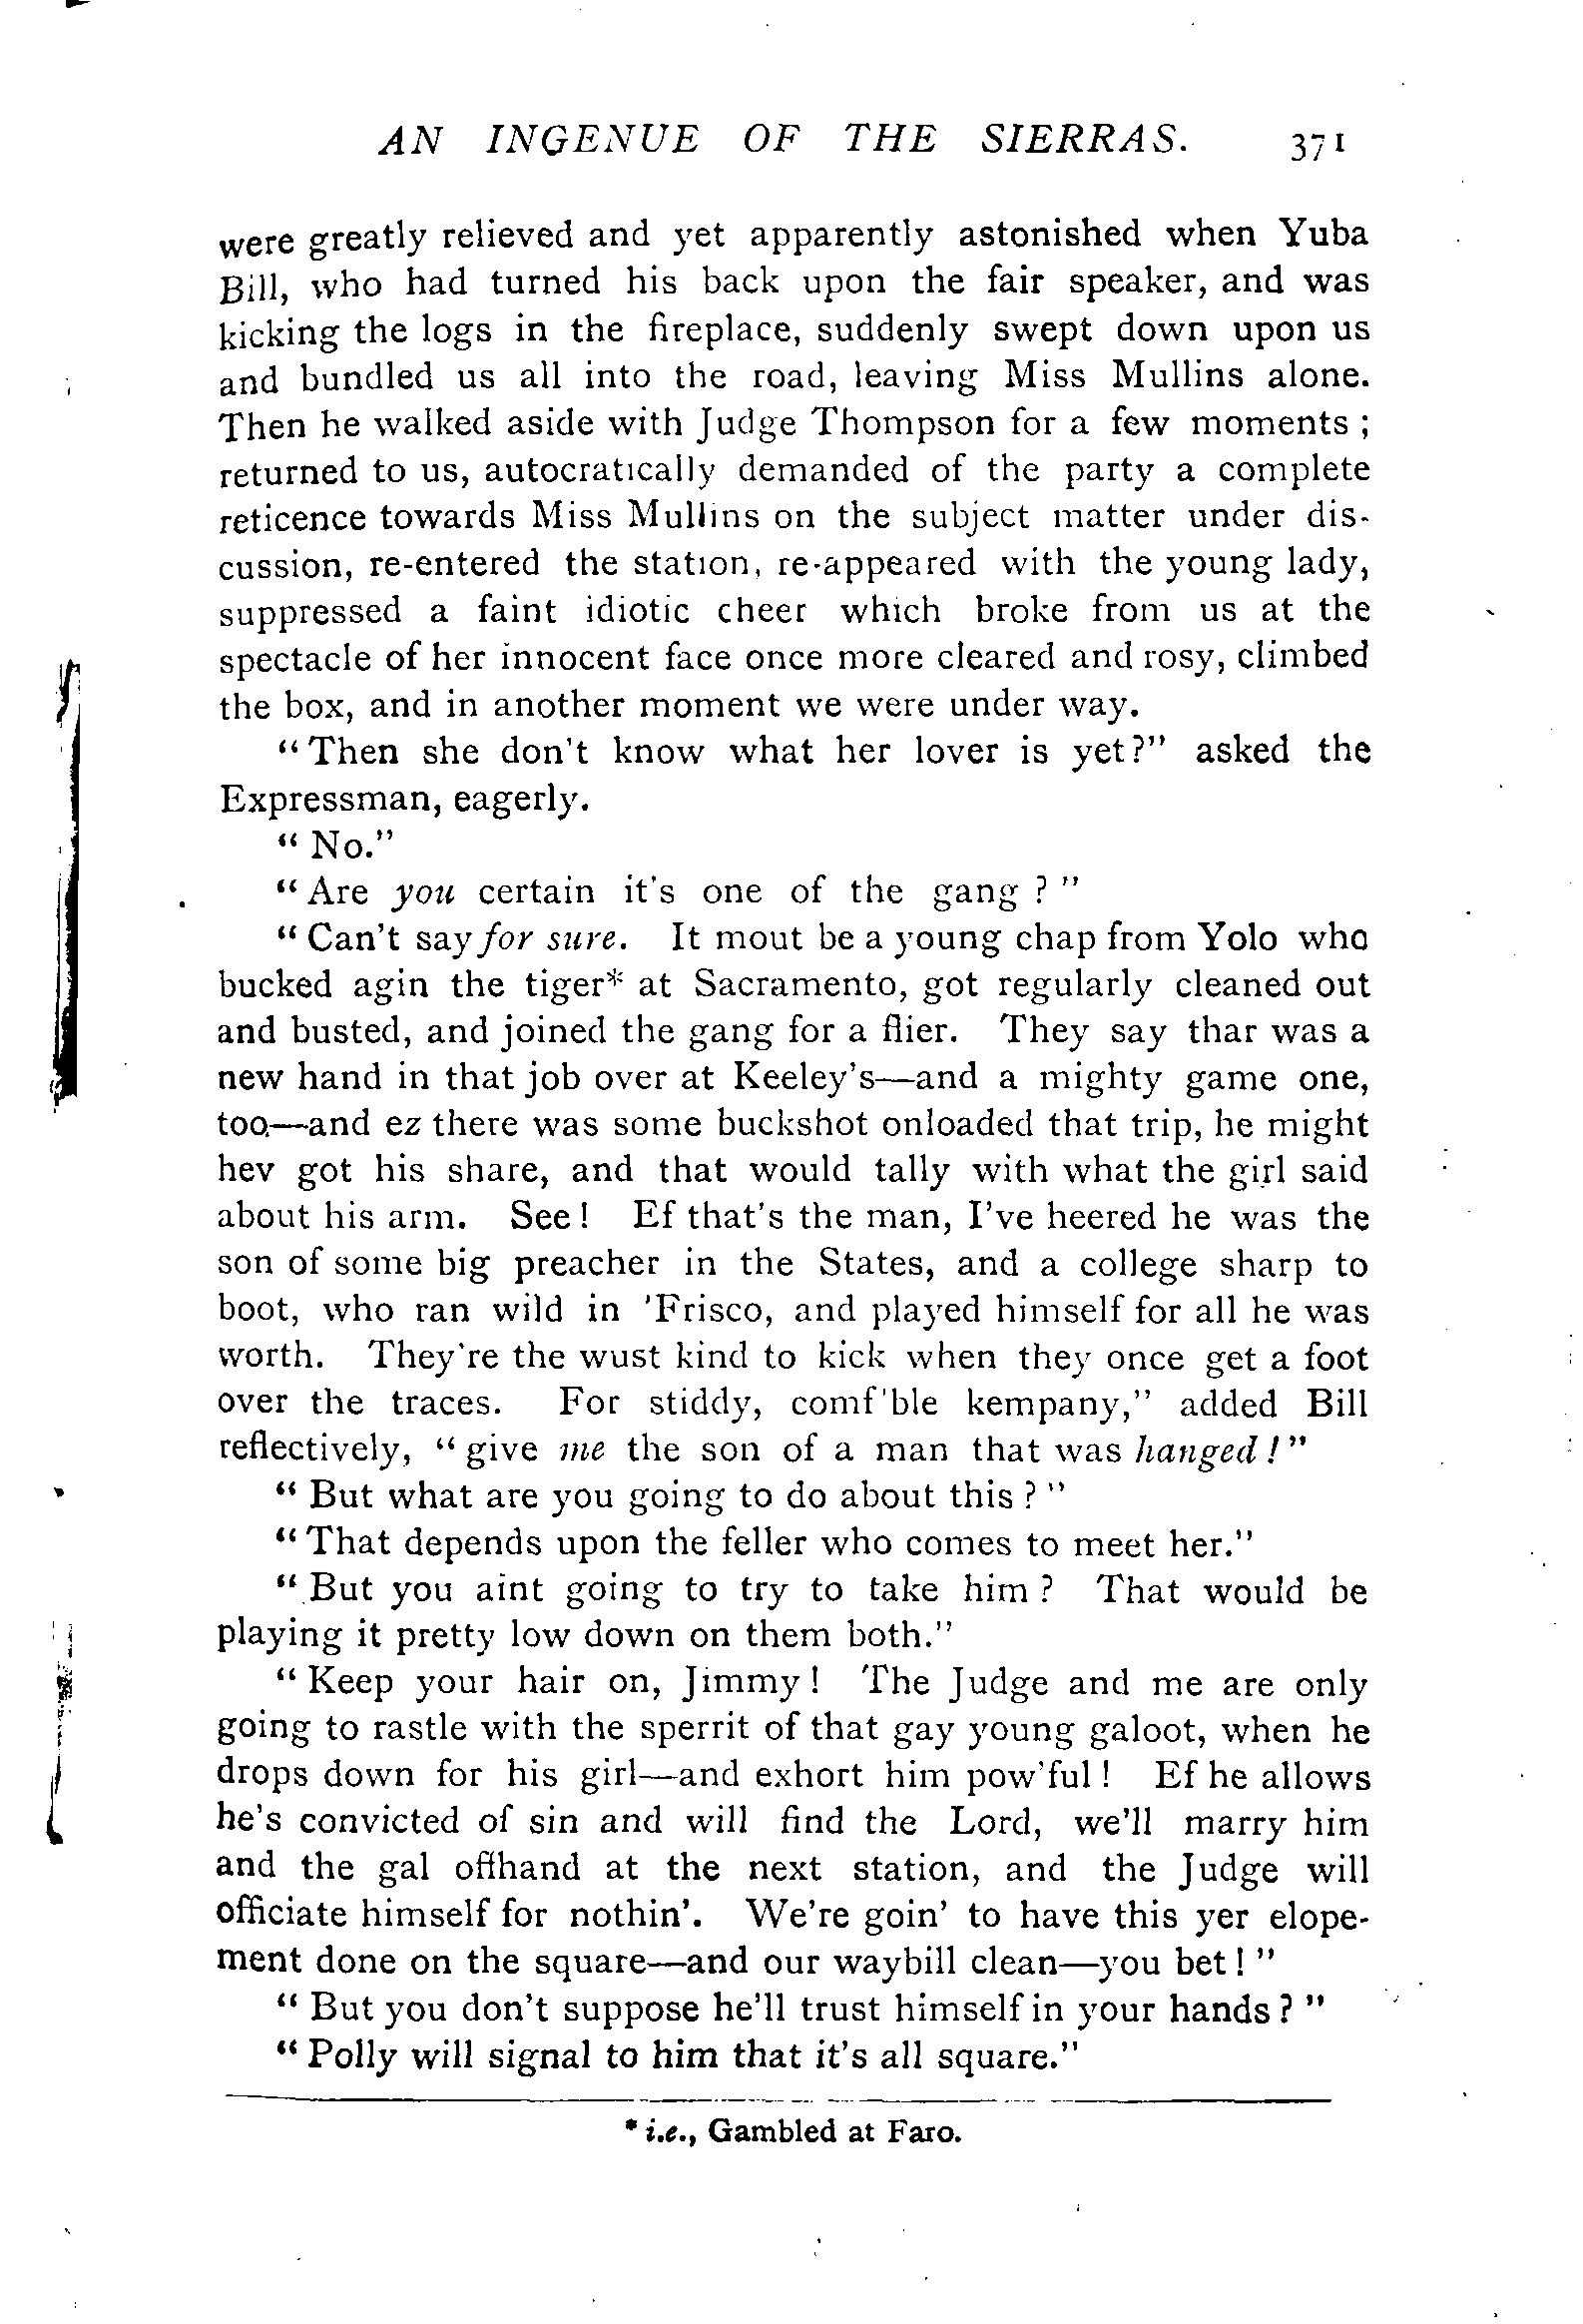 AN INGENUE OF THE SIERRAS. 371
were greatly relieved and yet apparently astonished when Yuba
Bill, who had turned his back upon the fair speaker, and was
kicking the logs in the fireplace, suddenly swept down upon us
and bundled us all into the road, leaving Miss Mullins alone.
Then he walked aside with Judge Thompson for a few moments ;
returned to us, autocratically demanded of the party a complete
reticence towards Miss Mullins on the subject matter under dis-
cussion, re-entered the station, re-appeared with the young lady,
suppressed a faint idiotic cheer which broke from us at the
spectacle of her innocent face once more cleared and rosy, climbed
the box, and in another moment we were under way.
“Then she don't know what her lover is yet?” asked the
Expressman, eagerly.
“No.”
“Are you certain it's one of the gang ? ”
“Can't say for sure. It mout be a young chap from Yolo who
bucked agin the tiger* at Sacramento, got regularly cleaned out
and busted, and joined the gang for a flier. They say thar was a
new hand in that job over at Keeley's—and a mighty game one,
too—and ez there was some buckshot onloaded that trip, he might
hev got his share, and that would tally with what the girl said
about his arm. See ! Ef that's the man, I've heered he was the
son of some big preacher in the States, and a college sharp to
boot, who ran wild in 'Frisco, and played himself for all he was
worth. They're the wust kind to kick when they once get a foot
over the traces. For stiddy, comf'ble kempany,” added Bill
reflectively, “give me the son of a man that was hanged ! ”
“But what are you going to do about this ? ”
“That depends upon the feller who comes to meet her.”
“But you aint going to try to take him ? That would be
playing it pretty low down on them both.”
“Keep your hair on, Jimmy ! The Judge and me are only
going to rastle with the sperrit of that gay young galoot, when he
drops down for his girl—and exhort him pow'ful ! Ef he allows
he's convicted of sin and will find the Lord, we'll marry him
and the gal offhand at the next station, and the Judge will
officiate himself for nothin'. We're goin' to have this yer elope-
ment done on the square—and our waybill clean—you bet ! ”
“But you don't suppose he'll trust himself in your hands ? ”
“Polly will signal to him that it's all square.”
* i.e., Gambled at Faro.